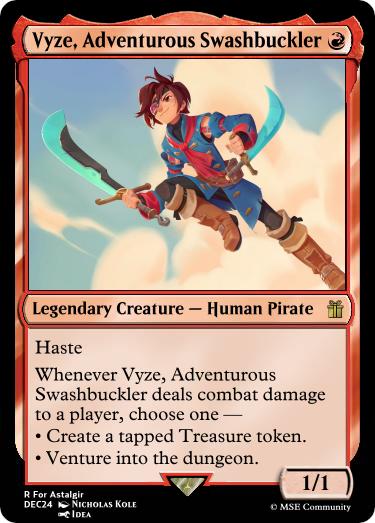 Vyze, Adventurous Swashbuckler
Legendary Creature — Human Pirate
Haste
Whenever Vyze, Adventurous
Swashbuckler deals combat damage
to a player, choose one —
• Create a tapped Treasure token.
• Venture into the dungeon.
1/1
R For Astalgir
DEC24 Nicholas Kole
Idea
© MSE Community